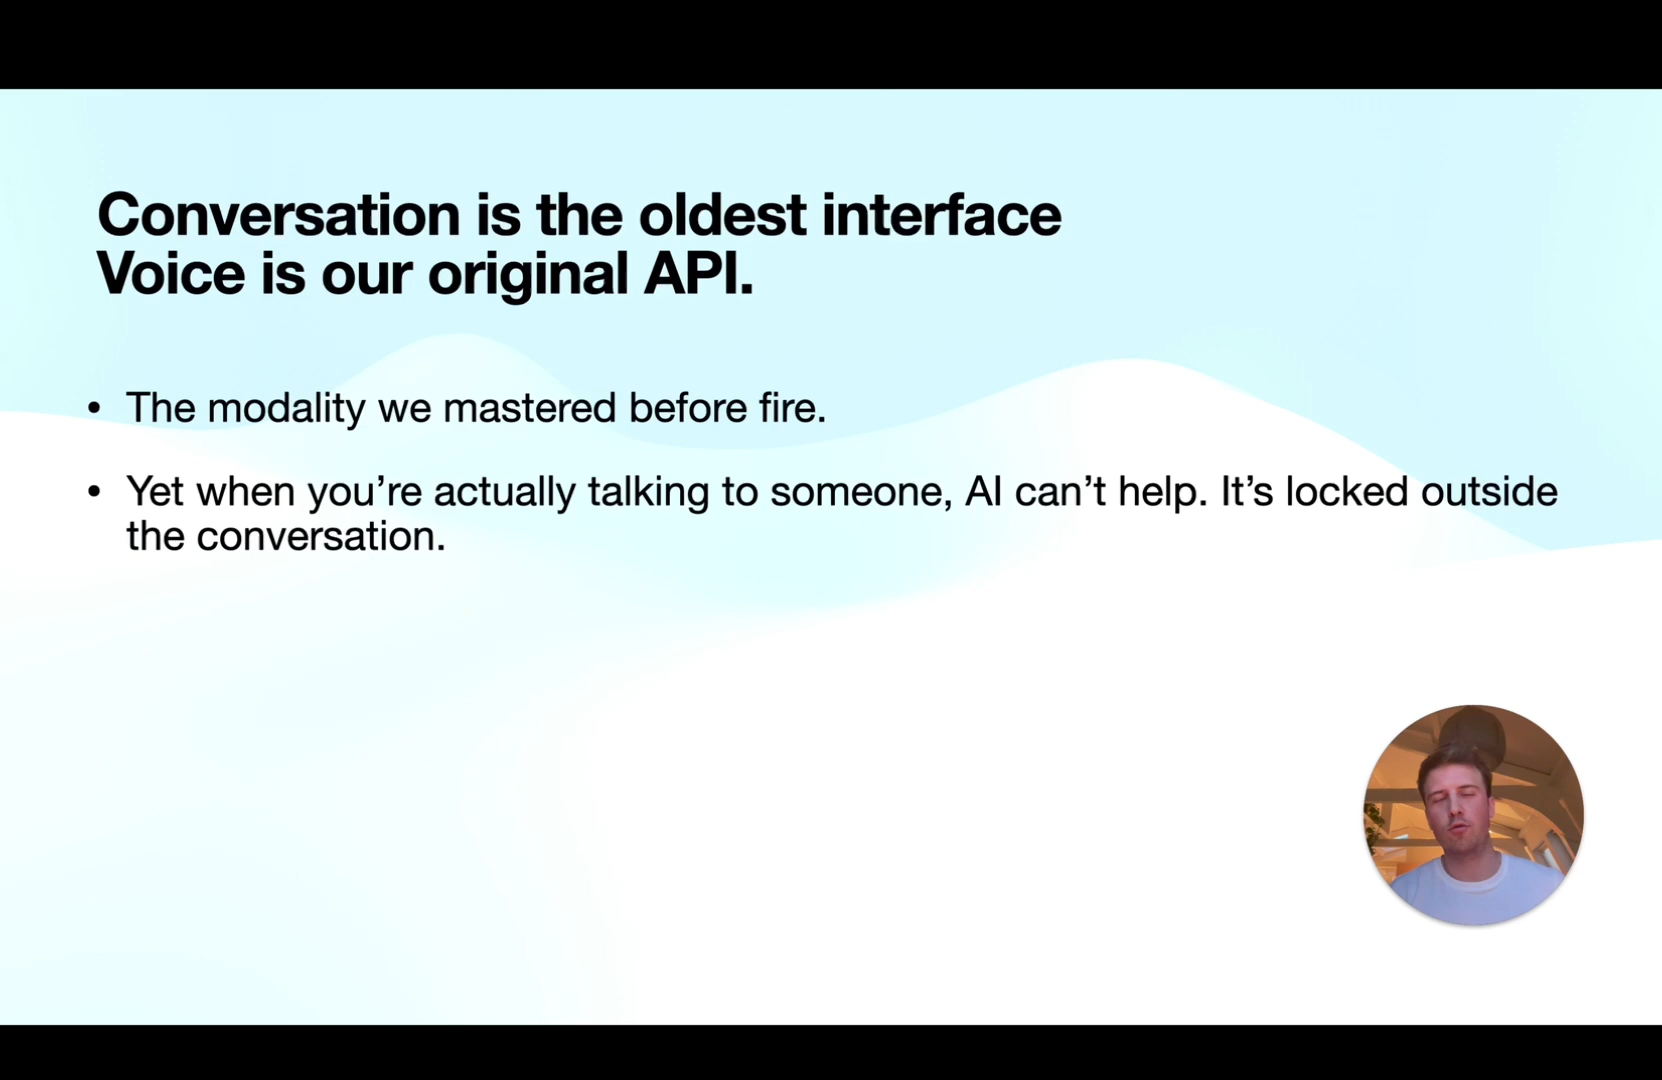 Conversation is the oldest interface
Voice is our original API.
• The modality we mastered before fire.
• Yet when you’re actually talking to someone, AI can’t help. It’s locked outside
the conversation.